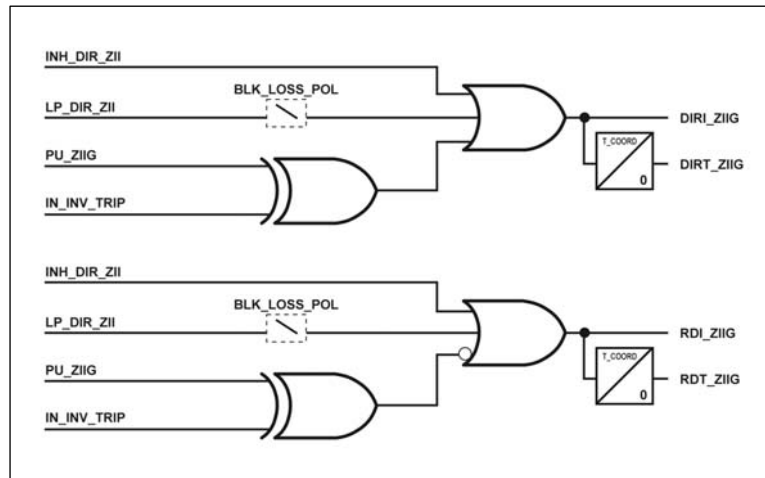 INH_DIR_ZII
BLK_LOSS_POL
LP_DIR_ZII
DIRI_ZIIG
T_COORD
PU_ZIIG
DIRT_ZIIG
0
IN_INV_TRIP
INH_DIR_ZII
BLK_LOSS_POL
LP_DIR_ZII
RDI_ZIIG
T_COORD
PU_ZIIG
RDT_ZIIG
0
IN_INV_TRIP